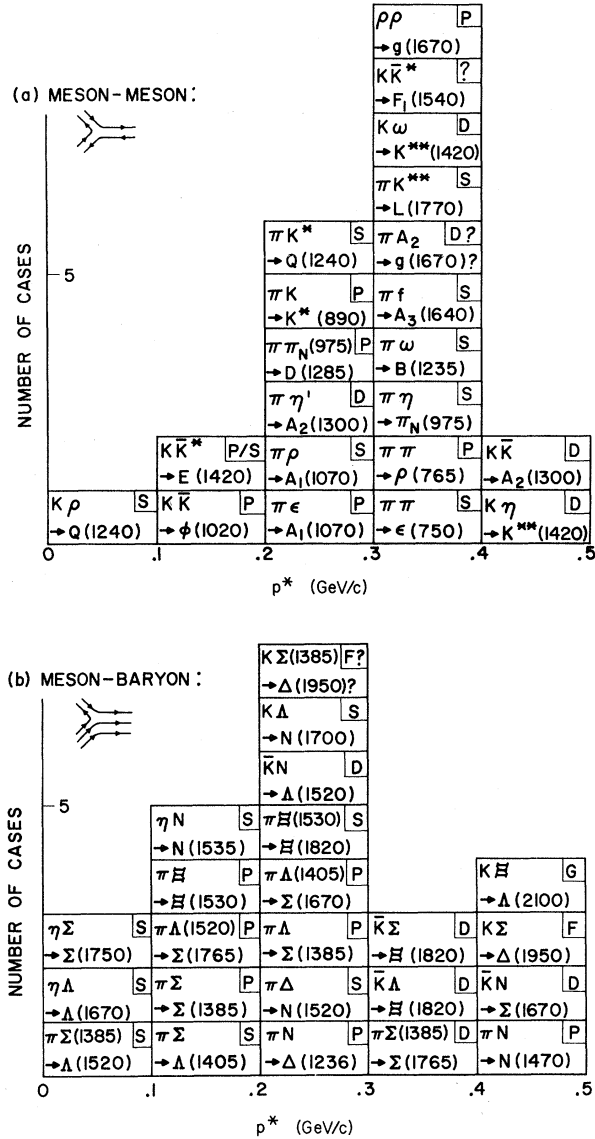 (a) MESON-MESON:
NUMBER OF CASES
5
ρρ P
→g(1670)
KK̄* ?
→F₁(1540)
Kω D
→K**(1420)
πK** S
→L(1770)
πK* S
→Q(1240)
πA₂ D?
→g(1670)?
πK P
→K*(890)
πf S
→A₃(1640)
ππ_N(975) P
→D(1285)
πω S
→B(1235)
πη' D
→A₂(1300)
πη S
→π_N(975)
KK̄* P/S
→E(1420)
πρ S
→A₁(1070)
ππ P
→ρ(765)
KK̄ D
→A₂(1300)
Kρ S
→Q(1240)
KK̄ P
→ϕ(1020)
πϵ P
→A₁(1070)
ππ S
→ϵ(750)
Kη D
→K**(1420)
0 .1 .2 .3 .4 .5
p* (GeV/c)
(b) MESON-BARYON:
NUMBER OF CASES
5
KΣ(1385) F?
→Δ(1950)?
KΛ S
→N(1700)
K̄N D
→Λ(1520)
ηN S
→N(1535)
πΞ(1530) S
→Ξ(1820)
πΞ P
→Ξ(1530)
πΛ(1405) P
→Σ(1670)
KΞ G
→Λ(2100)
ηΣ S
→Σ(1750)
πΛ(1520) P
→Σ(1765)
πΛ P
→Σ(1385)
K̄Σ D
→Ξ(1820)
KΣ F
→Δ(1950)
ηΛ S
→Λ(1670)
πΣ P
→Σ(1385)
πΔ S
→N(1520)
K̄Λ D
→Ξ(1820)
K̄N D
→Σ(1670)
πΣ(1385) S
→Λ(1520)
πΣ S
→Λ(1405)
πN P
→Δ(1236)
πΣ(1385) D
→Σ(1765)
πN P
→N(1470)
0 .1 .2 .3 .4 .5
p* (GeV/c)